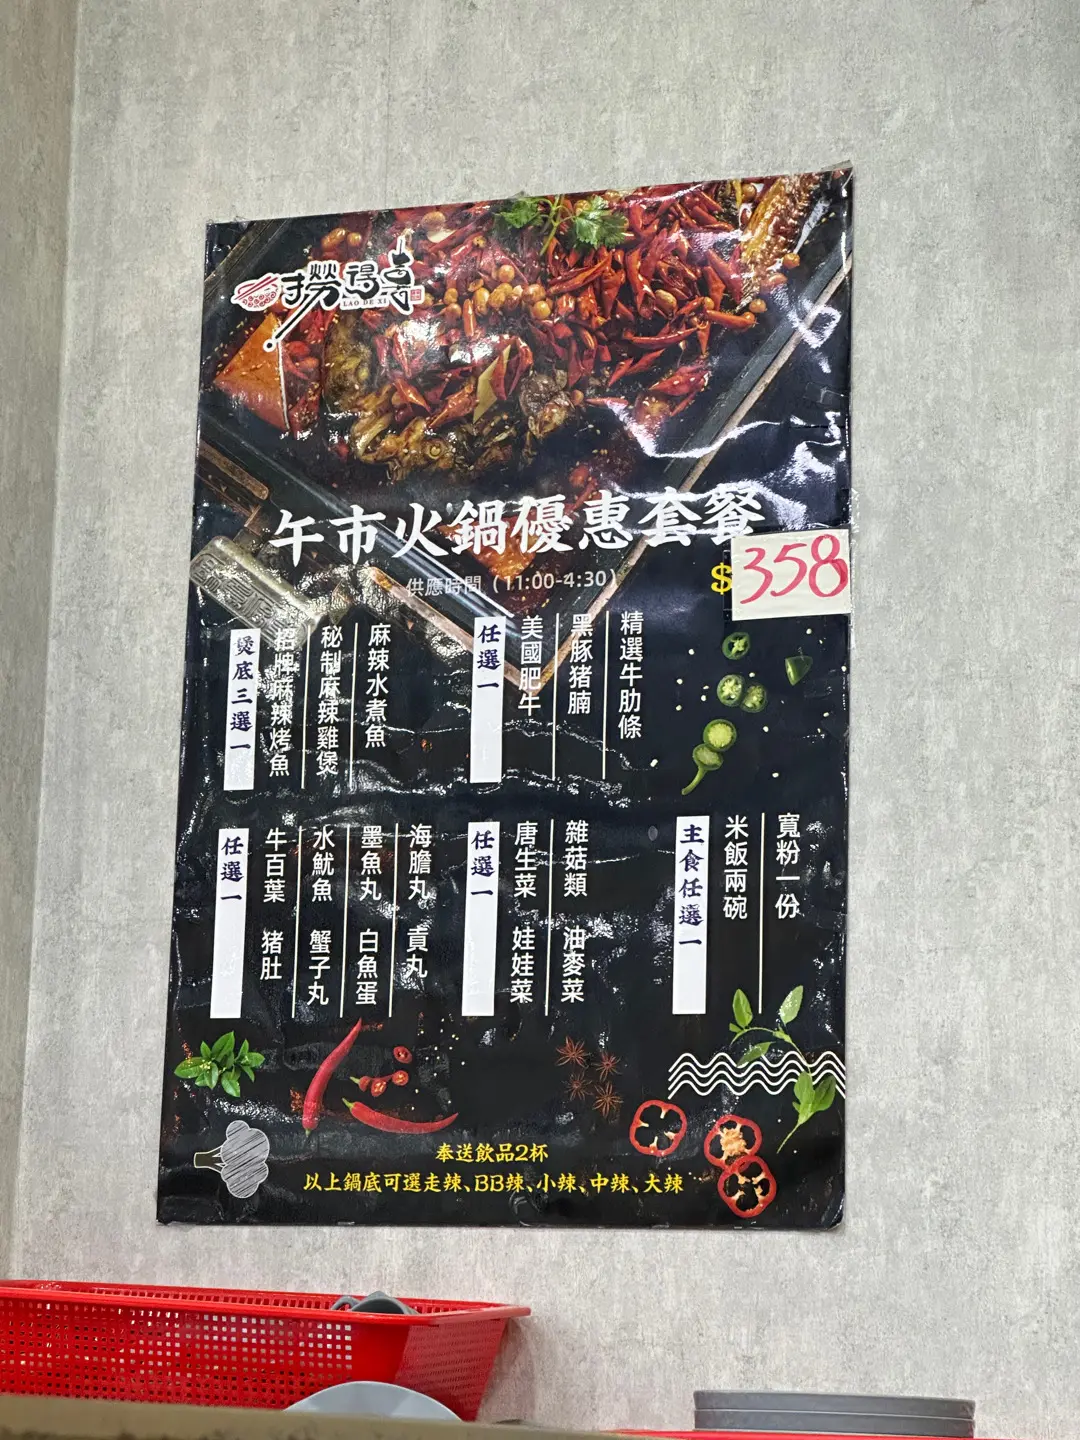 撈得喜
LAO DE XI
午市火鍋優惠套餐
供應時間（11:00-4:30）
$358
煲底三選一
招牌麻辣烤魚
秘制麻辣雞煲
麻辣水煮魚
任選一
美國肥牛
黑豚猪腩
精選牛肋條
任選一
牛百葉 猪肚
水魷魚 蟹子丸
墨魚丸 白魚蛋
海膽丸 貢丸
任選一
唐生菜 娃娃菜
雜菇類 油麥菜
主食任選一
米飯兩碗
寬粉一份
奉送飲品2杯
以上鍋底可選走辣、BB辣、小辣、中辣、大辣